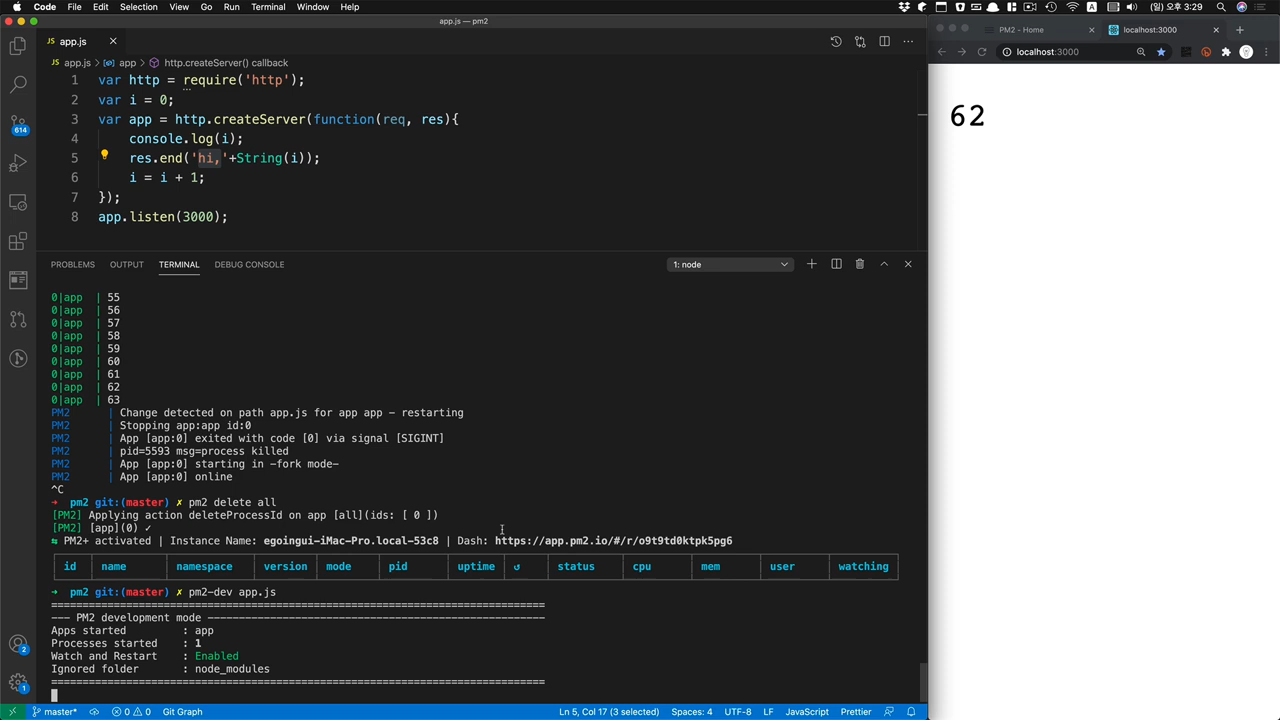 Code File Edit Selection View Go Run Terminal Window Help
일 오후 3:29
app.js — pm2
PM2 - Home
localhost:3000
app.js
localhost:3000
app.js > app > http.createServer() callback
1 var http = require('http');
2 var i = 0;
3 var app = http.createServer(function(req, res){
4 console.log(i);
5 res.end('hi,'+String(i));
6 i = i + 1;
7 });
8 app.listen(3000);
62
614
PROBLEMS OUTPUT TERMINAL DEBUG CONSOLE
1: node
0|app | 55
0|app | 56
0|app | 57
0|app | 58
0|app | 59
0|app | 60
0|app | 61
0|app | 62
0|app | 63
PM2 | Change detected on path app.js for app app - restarting
PM2 | Stopping app:app id:0
PM2 | App [app:0] exited with code [0] via signal [SIGINT]
PM2 | pid=5593 msg=process killed
PM2 | App [app:0] starting in -fork mode-
PM2 | App [app:0] online
^C
➜ pm2 git:(master) ✗ pm2 delete all
[PM2] Applying action deleteProcessId on app [all](ids: [ 0 ])
[PM2] [app](0) ✓
⇆ PM2+ activated | Instance Name: egoingui-iMac-Pro.local-53c8 | Dash: https://app.pm2.io/#/r/o9t9td0ktpk5pg6
id name namespace version mode pid uptime ↺ status cpu mem user watching
➜ pm2 git:(master) ✗ pm2-dev app.js
===============================================================================
--- PM2 development mode ------------------------------------------------------
Apps started : app
Processes started : 1
Watch and Restart : Enabled
Ignored folder : node_modules
===============================================================================
2
1
master* 0 0 Git Graph
Ln 5, Col 17 (3 selected) Spaces: 4 UTF-8 LF JavaScript Prettier